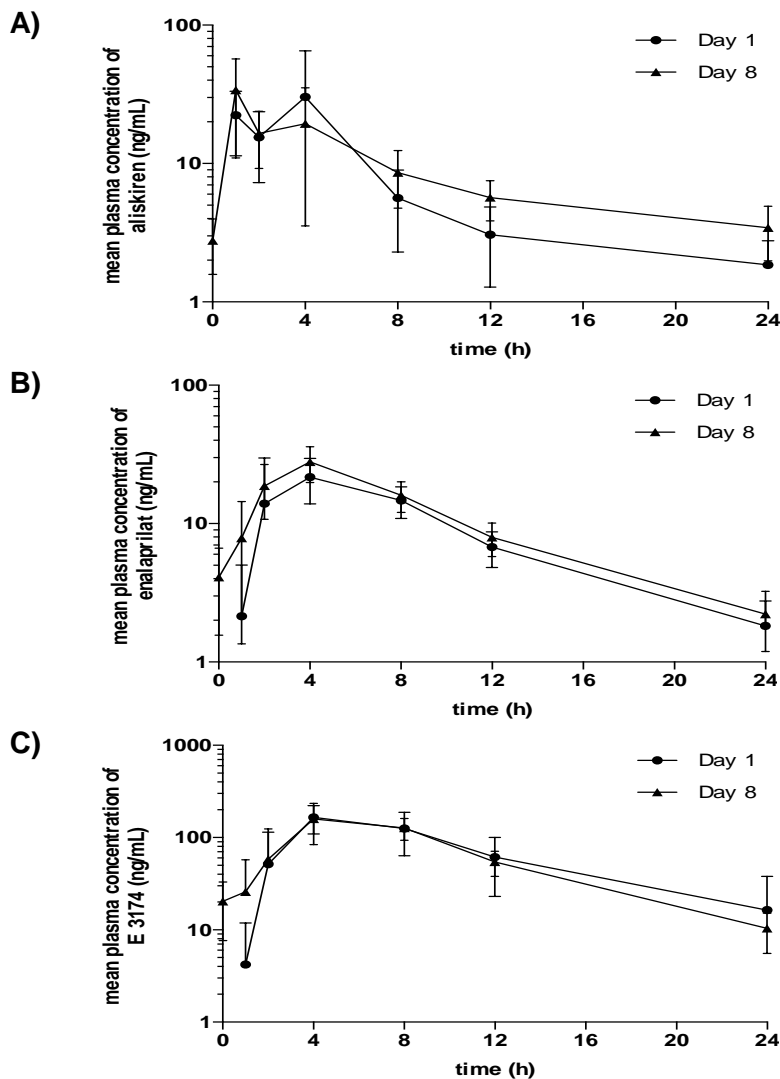 A)
mean plasma concentration of
aliskiren (ng/mL)
100
10
1
Day 1
Day 8
0 4 8 12 16 20 24
time (h)
B)
mean plasma concentration of
enalaprilat (ng/mL)
100
10
1
Day 1
Day 8
0 4 8 12 16 20 24
time (h)
C)
mean plasma concentration of
E 3174 (ng/mL)
1000
100
10
1
Day 1
Day 8
0 4 8 12 16 20 24
time (h)